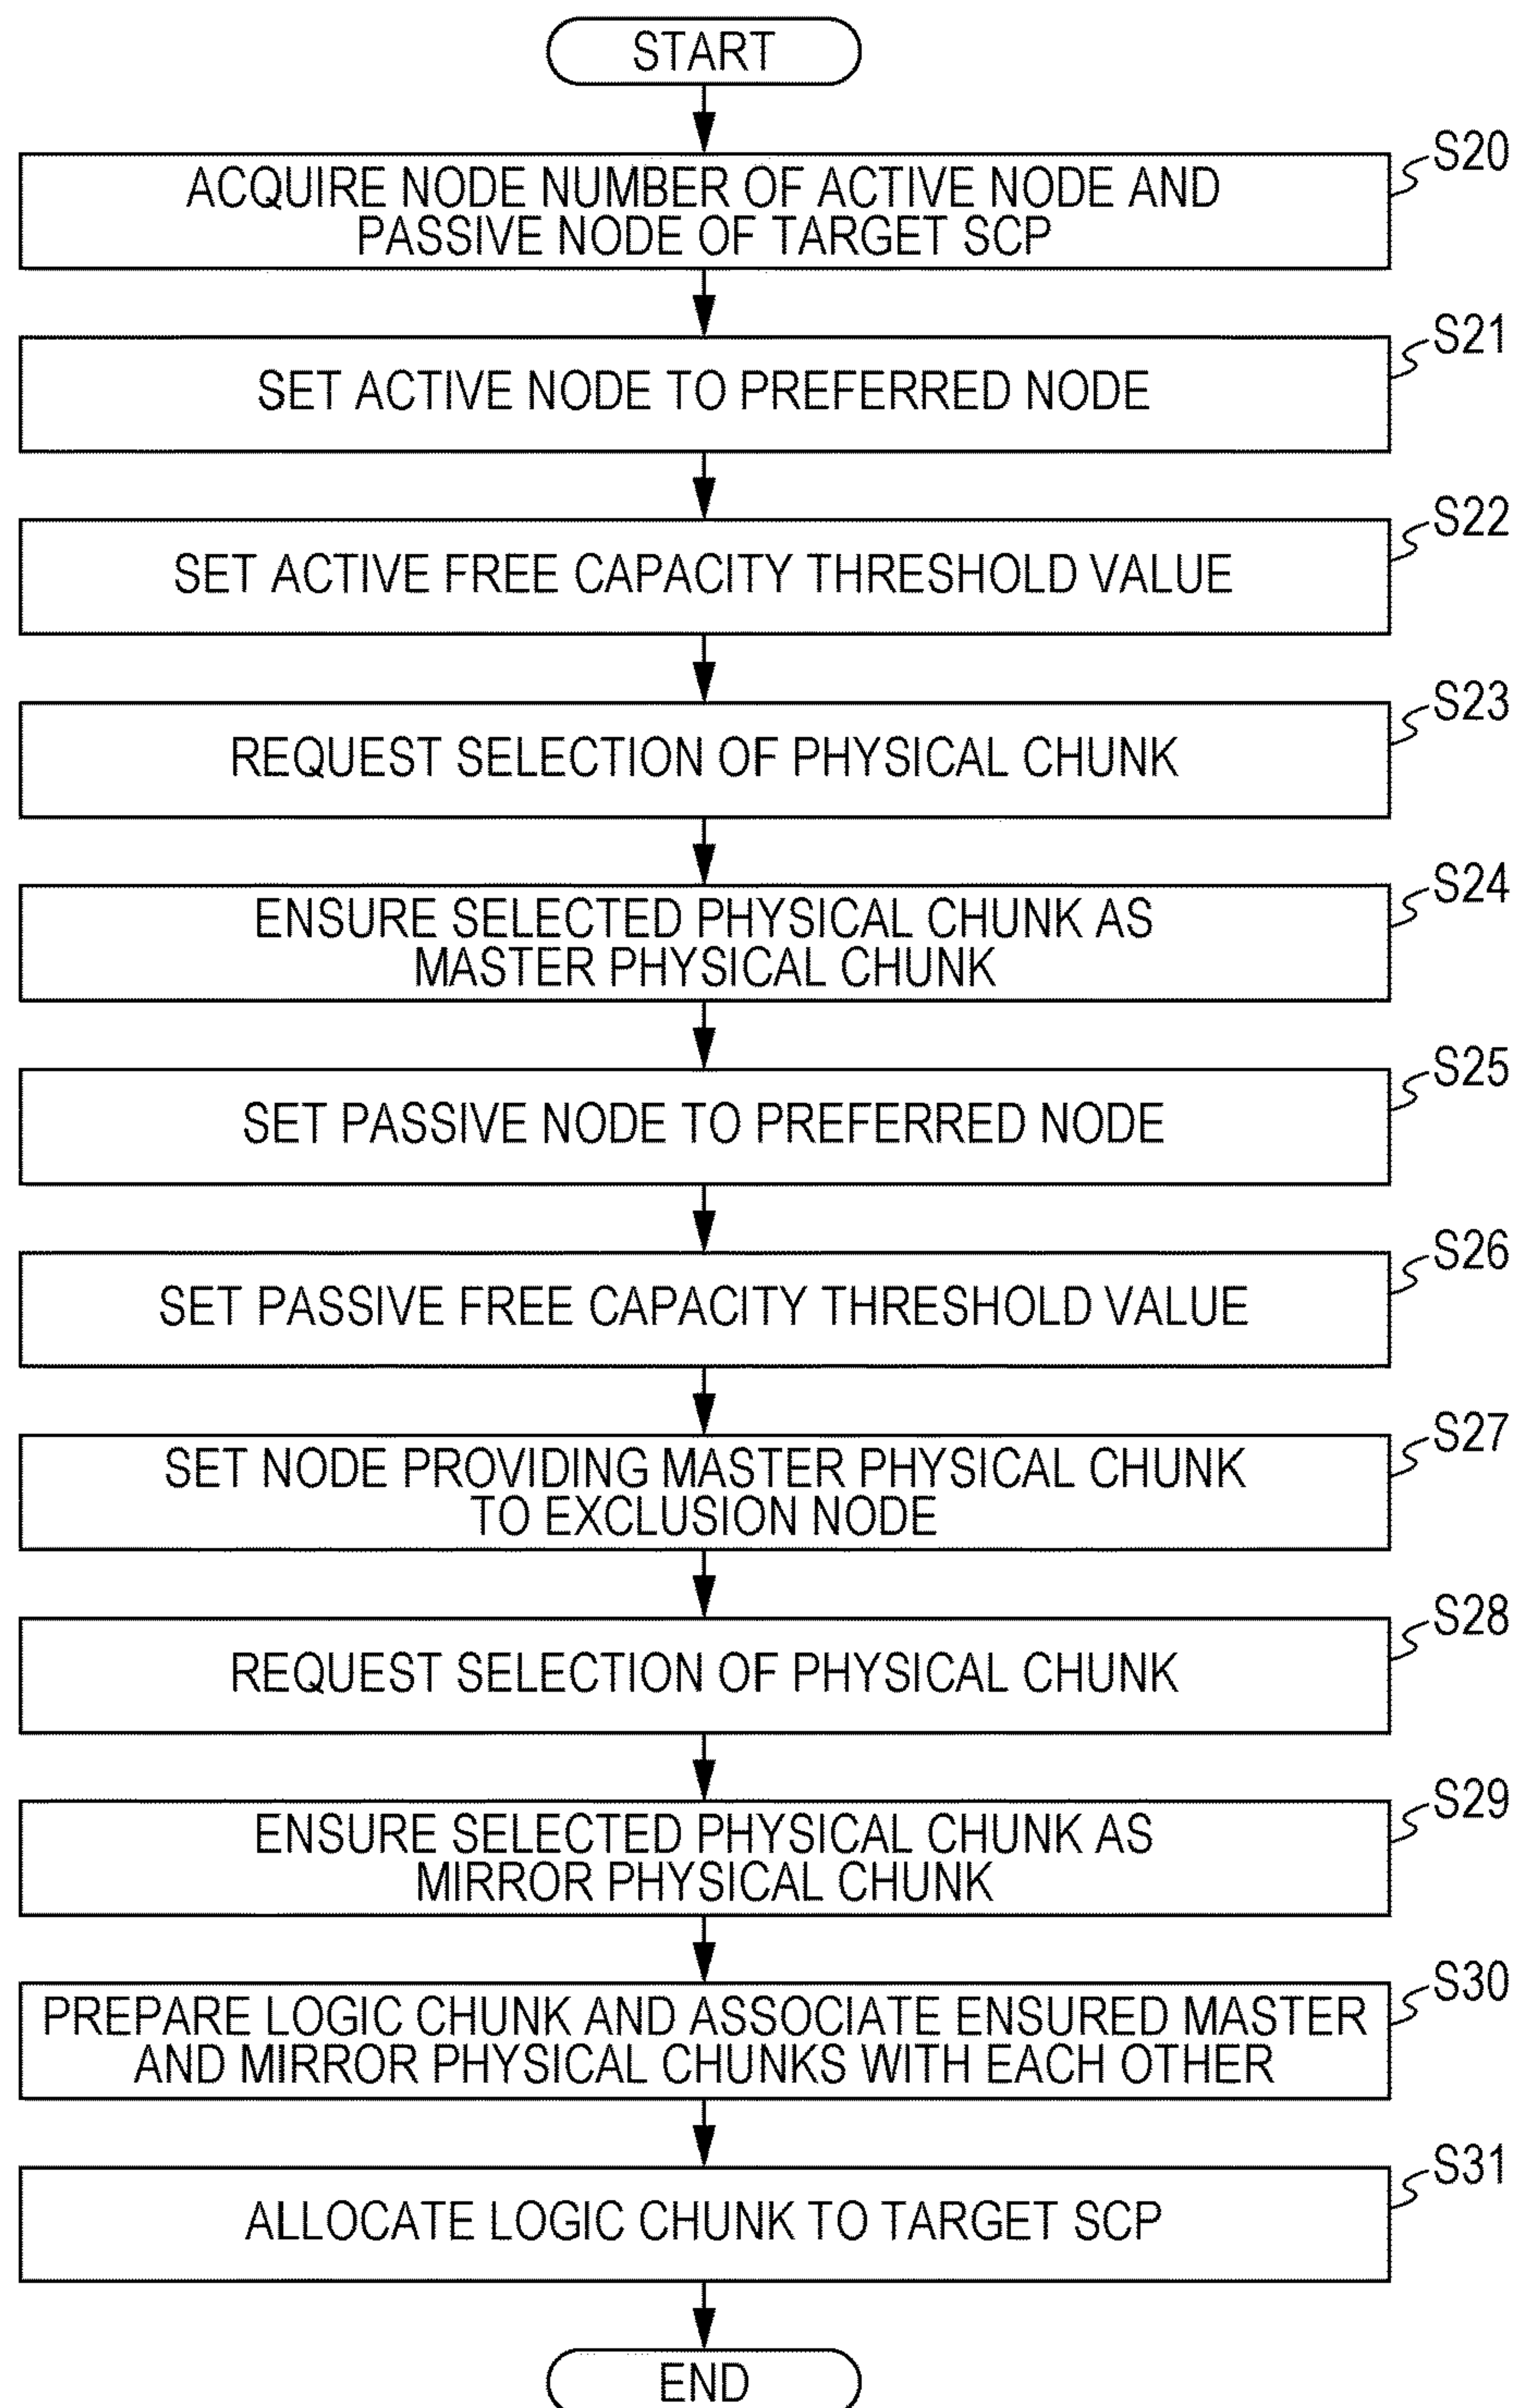 START
S20
ACQUIRE NODE NUMBER OF ACTIVE NODE AND
PASSIVE NODE OF TARGET SCP
S21
SET ACTIVE NODE TO PREFERRED NODE
S22
SET ACTIVE FREE CAPACITY THRESHOLD VALUE
S23
REQUEST SELECTION OF PHYSICAL CHUNK
S24
ENSURE SELECTED PHYSICAL CHUNK AS
MASTER PHYSICAL CHUNK
S25
SET PASSIVE NODE TO PREFERRED NODE
S26
SET PASSIVE FREE CAPACITY THRESHOLD VALUE
S27
SET NODE PROVIDING MASTER PHYSICAL CHUNK
TO EXCLUSION NODE
S28
REQUEST SELECTION OF PHYSICAL CHUNK
S29
ENSURE SELECTED PHYSICAL CHUNK AS
MIRROR PHYSICAL CHUNK
S30
PREPARE LOGIC CHUNK AND ASSOCIATE ENSURED MASTER
AND MIRROR PHYSICAL CHUNKS WITH EACH OTHER
S31
ALLOCATE LOGIC CHUNK TO TARGET SCP
END